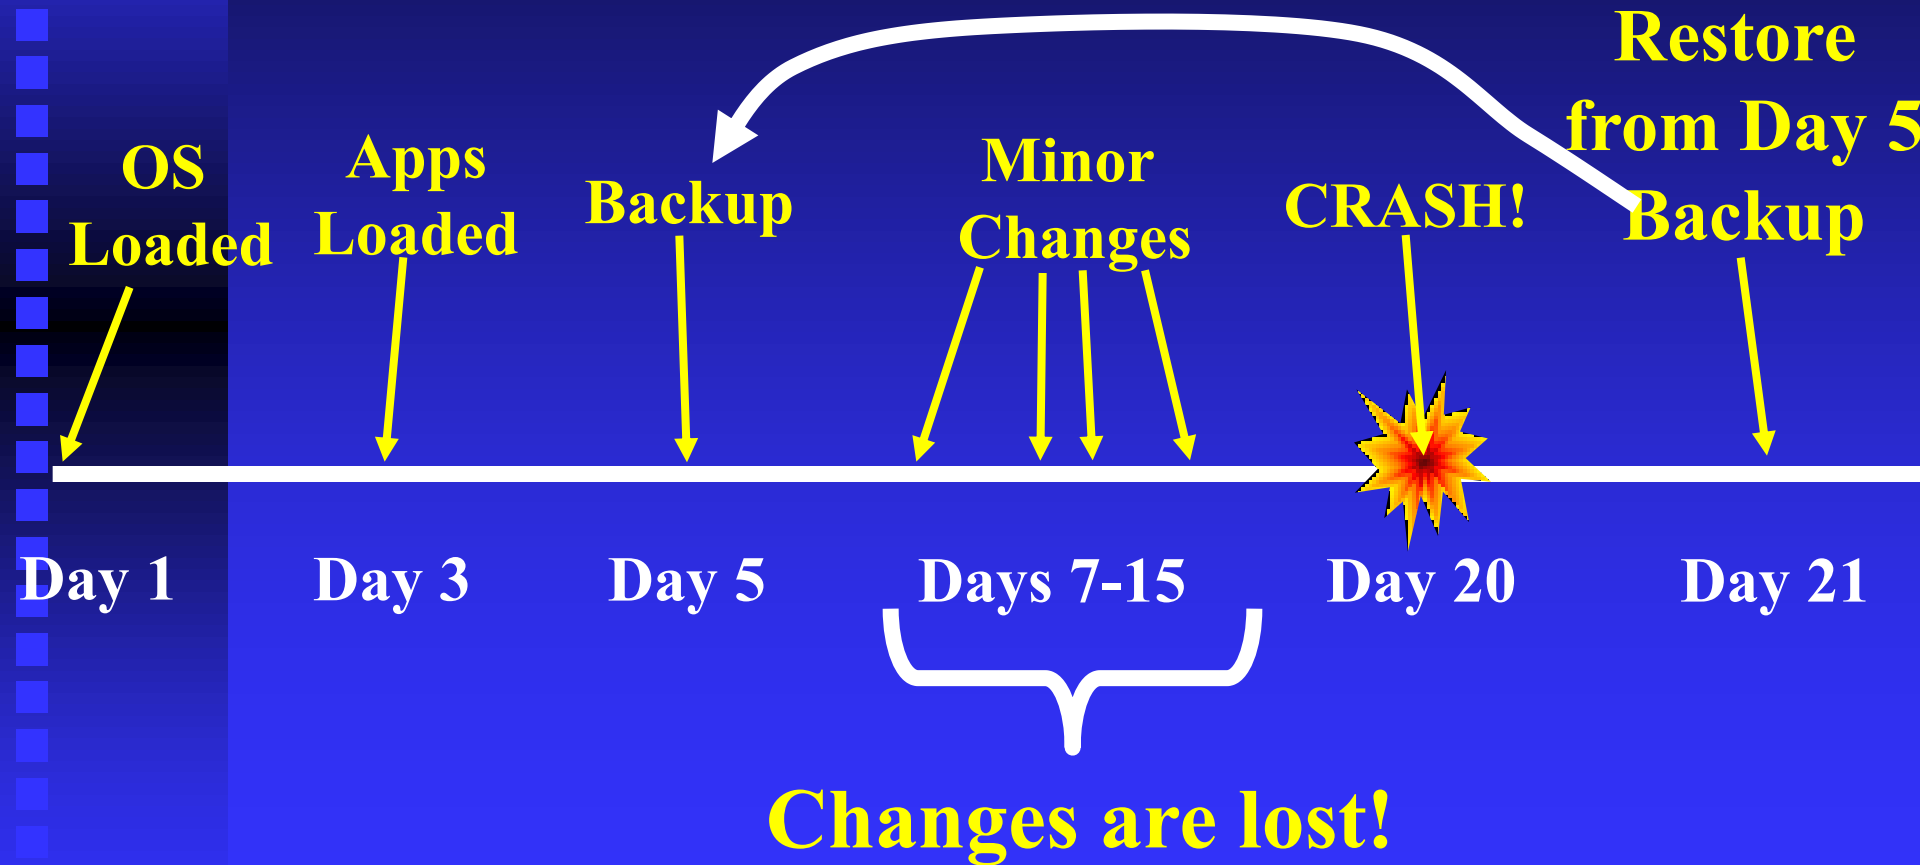 OS
Loaded
Apps
Loaded
Backup
Minor
Changes
CRASH!
Restore
from Day 5
Backup
Day 1
Day 3
Day 5
Days 7-15
Day 20
Day 21
Changes are lost!